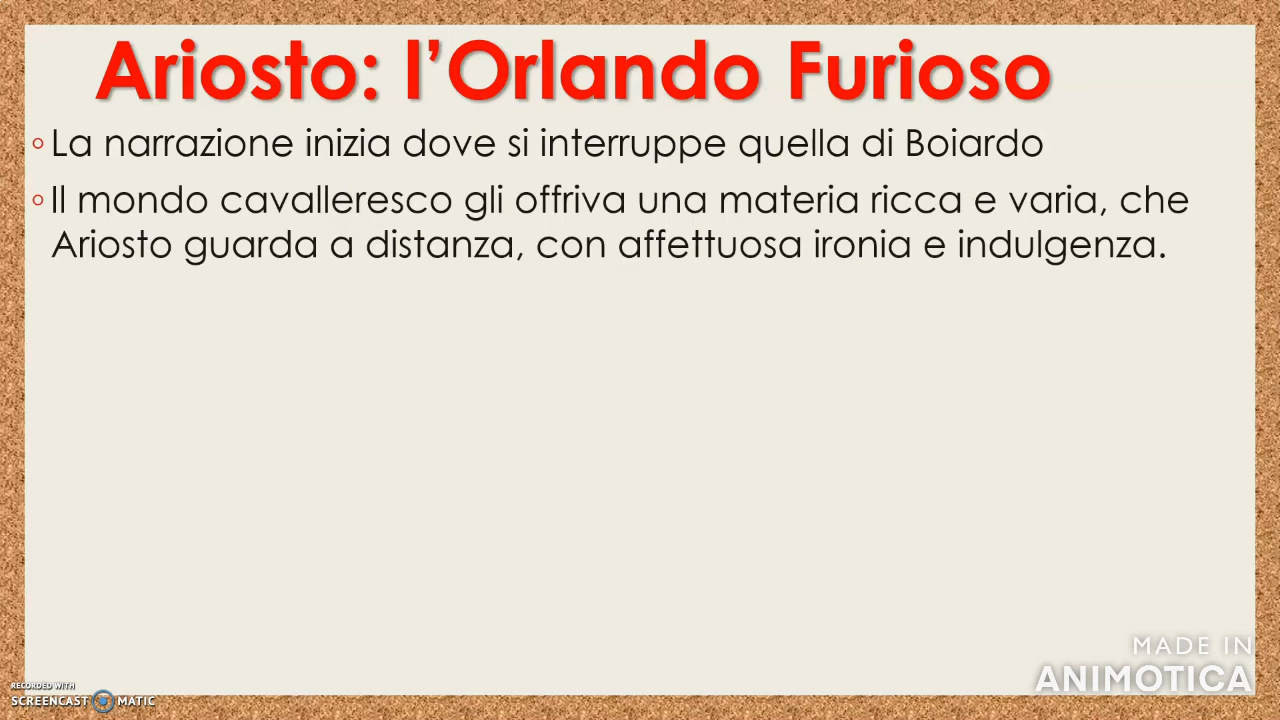 Ariosto: l’Orlando Furioso
◦ La narrazione inizia dove si interruppe quella di Boiardo
◦ Il mondo cavalleresco gli offriva una materia ricca e varia, che
Ariosto guarda a distanza, con affettuosa ironia e indulgenza.
MADE IN
ANIMOTICA
RECORDED WITH
SCREENCAST MATIC